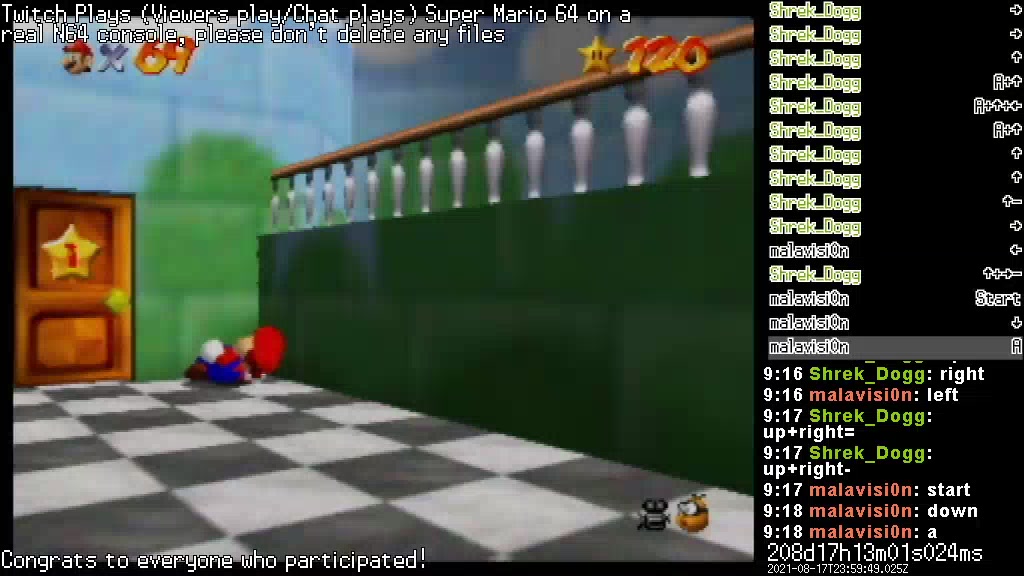 Twitch Plays (Viewers play/Chat plays) Super Mario 64 on a
real N64 console, please don't delete any files
× 64
120
1
Congrats to everyone who participated!
Shrek_Dogg →
Shrek_Dogg →
Shrek_Dogg ↑
Shrek_Dogg A+↑
Shrek_Dogg A+↑+←
Shrek_Dogg A+↑
Shrek_Dogg ↑
Shrek_Dogg ↑
Shrek_Dogg ↑-
Shrek_Dogg →
malavisi0n ←
Shrek_Dogg ↑+→-
malavisi0n Start
malavisi0n ↓
malavisi0n A
9:16 Shrek_Dogg: right
9:16 malavisi0n: left
9:17 Shrek_Dogg:
up+right=
9:17 Shrek_Dogg:
up+right-
9:17 malavisi0n: start
9:18 malavisi0n: down
9:18 malavisi0n: a
208d17h13m01s024ms
2021-08-17T23:59:49.025Z